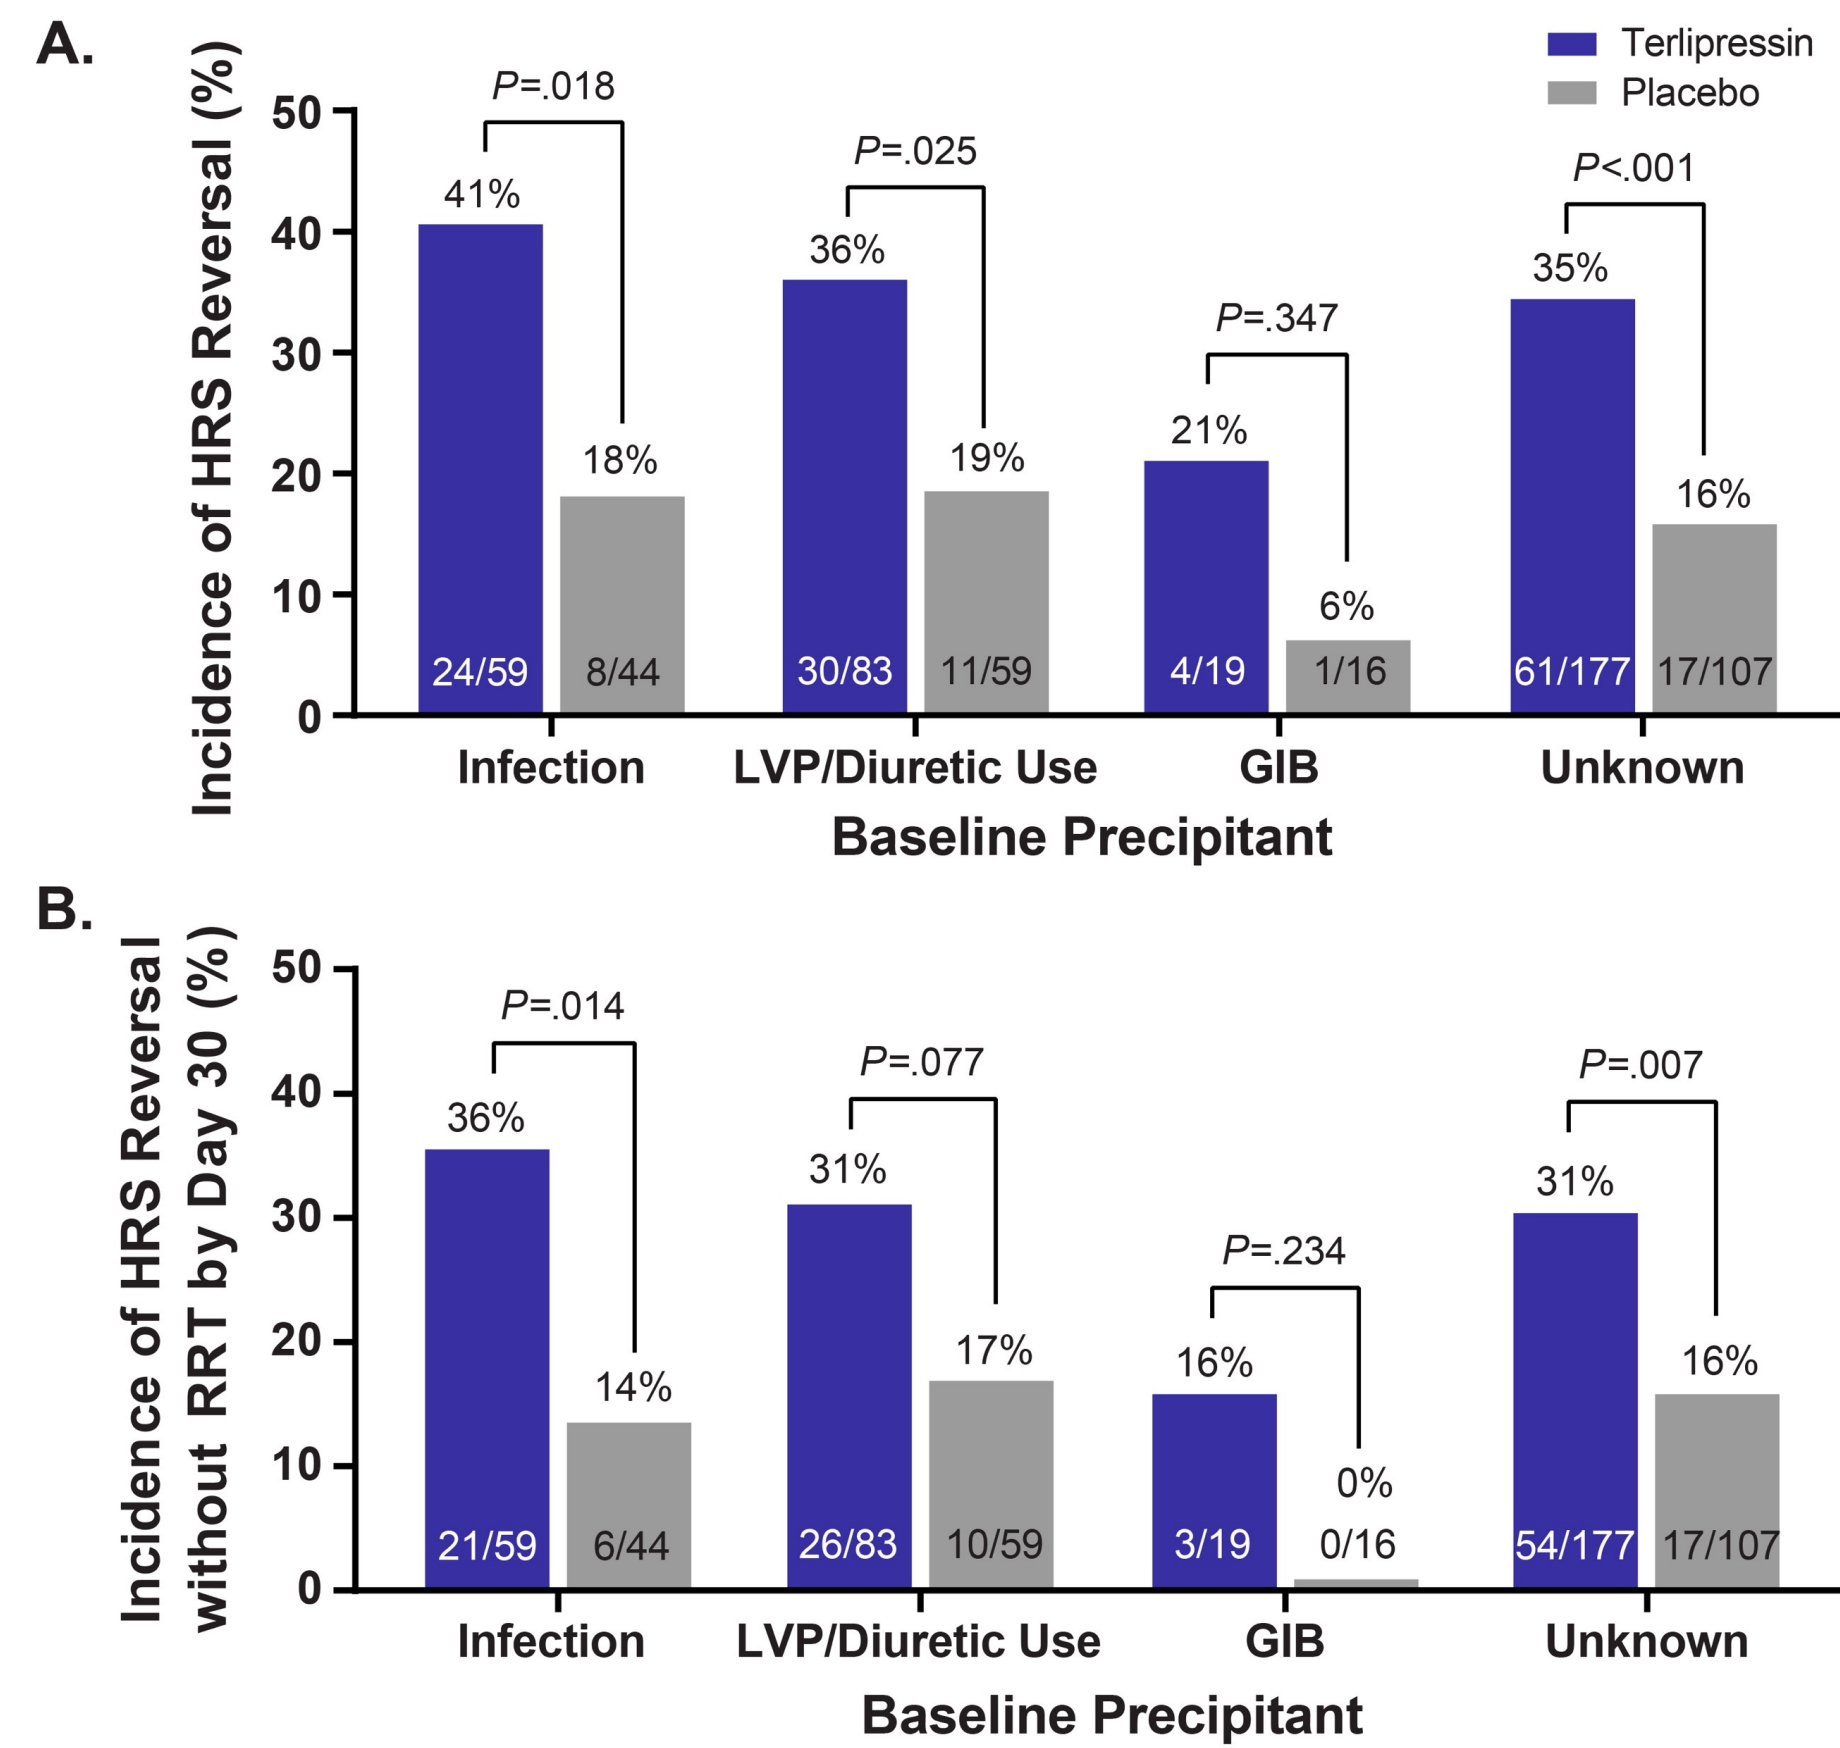 A.
Terlipressin
Placebo
Incidence of HRS Reversal (%)
50
40
30
20
10
0
P=.018
41%
18%
24/59
8/44
P=.025
36%
19%
30/83
11/59
P=.347
21%
6%
4/19
1/16
P<.001
35%
16%
61/177
17/107
Infection
LVP/Diuretic Use
GIB
Unknown
Baseline Precipitant
B.
Incidence of HRS Reversal
without RRT by Day 30 (%)
50
40
30
20
10
0
P=.014
36%
14%
21/59
6/44
P=.077
31%
17%
26/83
10/59
P=.234
16%
0%
3/19
0/16
P=.007
31%
16%
54/177
17/107
Infection
LVP/Diuretic Use
GIB
Unknown
Baseline Precipitant